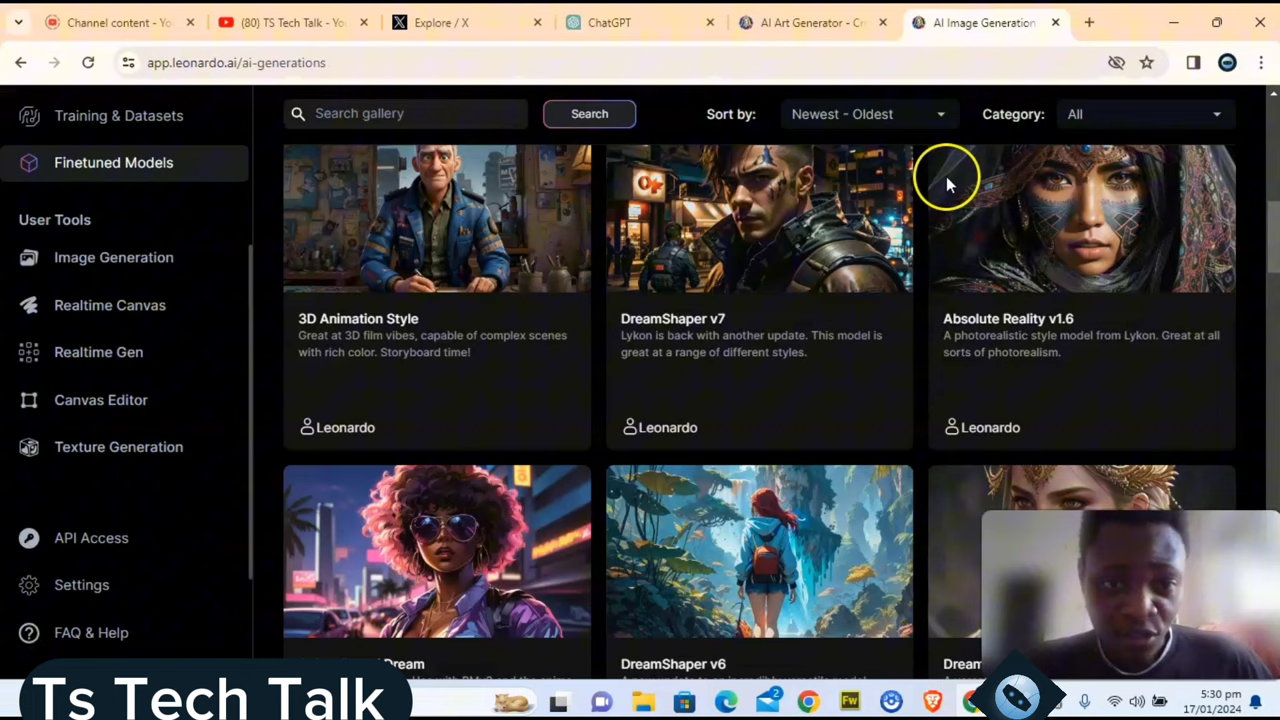 Channel content - Yo
(80) TS Tech Talk - You
Explore / X
ChatGPT
AI Art Generator - Ce
AI Image Generation
app.leonardo.ai/ai-generations
Training & Datasets
Finetuned Models
User Tools
Image Generation
Realtime Canvas
Realtime Gen
Canvas Editor
Texture Generation
API Access
Settings
FAQ & Help
Search gallery
Search
Sort by:
Newest - Oldest
Category:
All
3D Animation Style
Great at 3D film vibes, capable of complex scenes
with rich color. Storyboard time!
Leonardo
DreamShaper v7
Lykon is back with another update. This model is
great at a range of different styles.
Leonardo
Absolute Reality v1.6
A photorealistic style model from Lykon. Great at all
sorts of photorealism.
Leonardo
Dream
DreamShaper v6
Dream
Ts Tech Talk
2
Fw
5:30 pm
17/01/2024